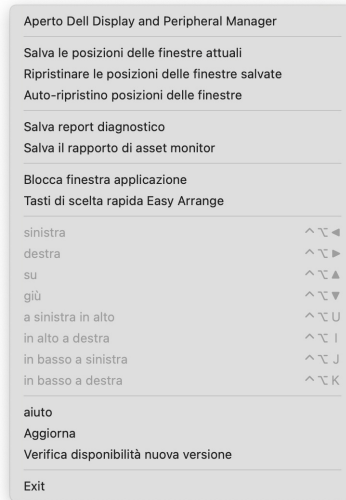 Aperto Dell Display and Peripheral Manager
Salva le posizioni delle finestre attuali
Ripristinare le posizioni delle finestre salvate
Auto-ripristino posizioni delle finestre
Salva report diagnostico
Salva il rapporto di asset monitor
Blocca finestra applicazione
Tasti di scelta rapida Easy Arrange
sinistra ^⌥◀
destra ^⌥▶
su ^⌥▲
giù ^⌥▼
a sinistra in alto ^⌥U
in alto a destra ^⌥I
in basso a sinistra ^⌥J
in basso a destra ^⌥K
aiuto
Aggiorna
Verifica disponibilità nuova versione
Exit